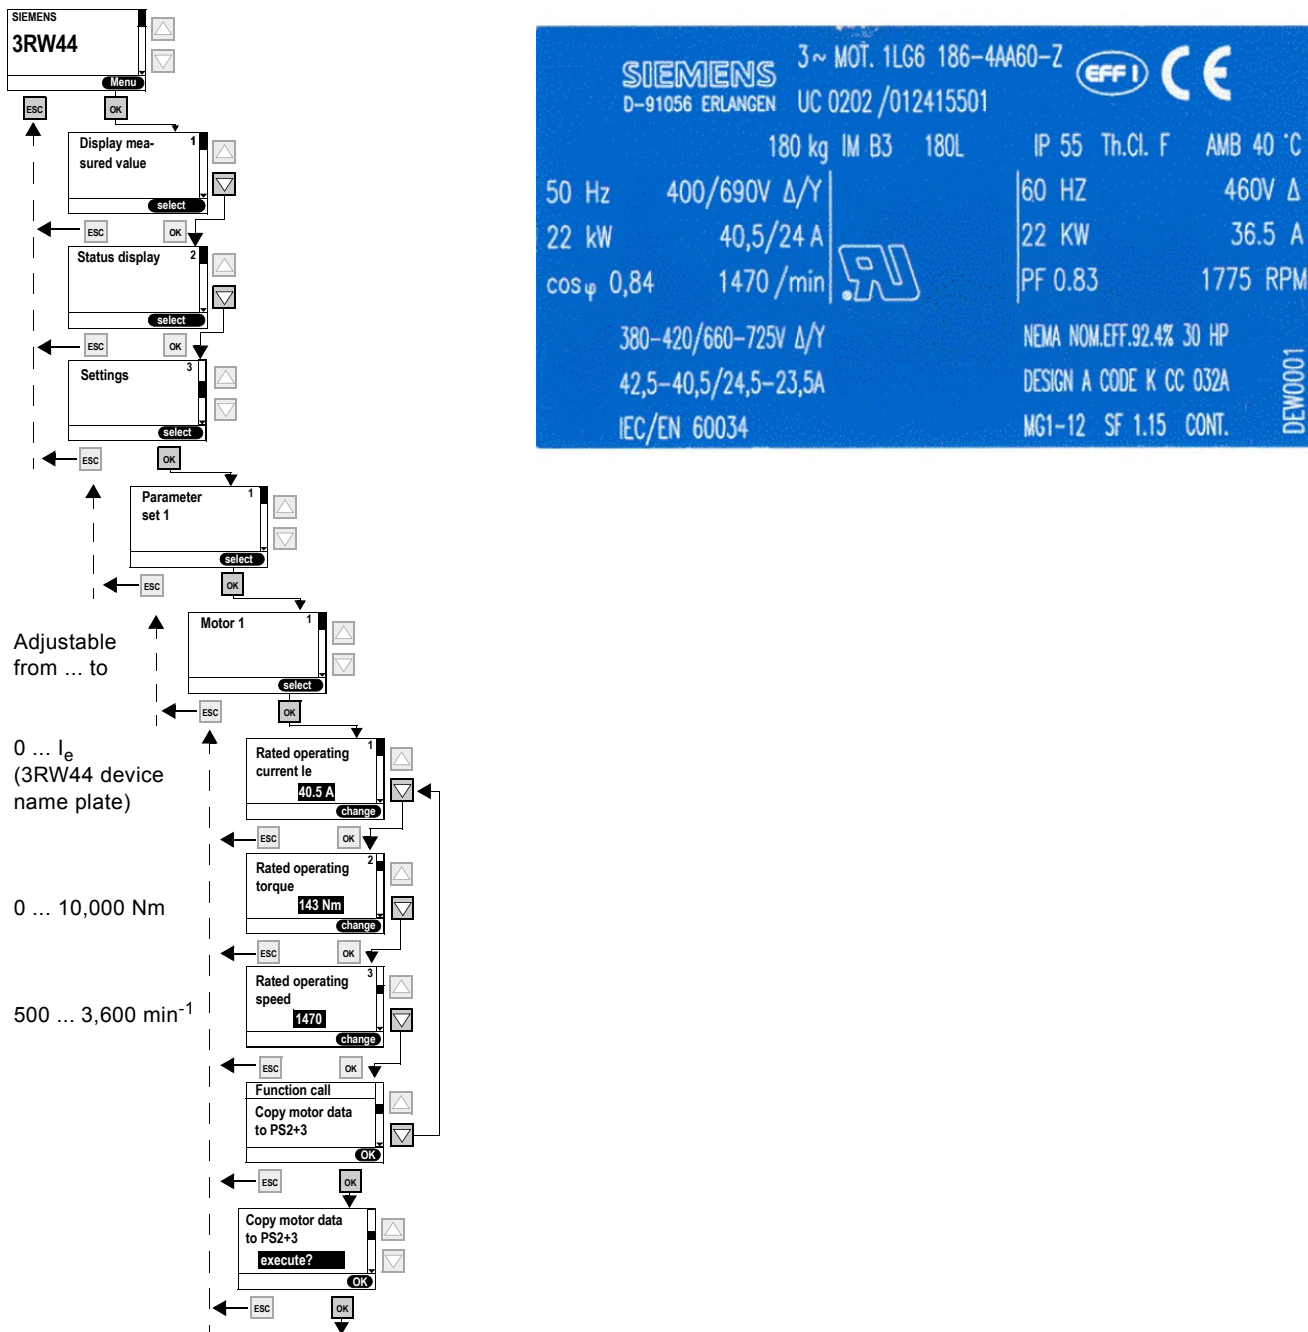 SIEMENS
3RW44
Menu
ESC
OK
Display mea-
sured value
1
select
ESC
OK
Status display
2
select
ESC
OK
Settings
3
select
ESC
OK
Parameter
set 1
1
select
ESC
OK
Motor 1
1
select
ESC
OK
Adjustable
from ... to
0 ... Ie
(3RW44 device
name plate)
Rated operating
current Ie
1
40.5 A
change
ESC
OK
0 ... 10,000 Nm
Rated operating
torque
2
143 Nm
change
ESC
OK
500 ... 3,600 min-1
Rated operating
speed
3
1470
change
ESC
OK
Function call
Copy motor data
to PS2+3
OK
ESC
OK
Copy motor data
to PS2+3
execute?
OK
ESC
OK
SIEMENS
D-91056 ERLANGEN
3~ MOT. 1LG6 186-4AA60-Z
UC 0202 /012415501
EFF I
CE
180 kg IM B3 180L IP 55 Th.Cl. F AMB 40 °C
50 Hz 400/690V Δ/Y
22 kW 40,5/24 A
cosφ 0,84 1470 /min
380-420/660-725V Δ/Y
42,5-40,5/24,5-23,5A
IEC/EN 60034
60 HZ 460V Δ
22 KW 36.5 A
PF 0.83 1775 RPM
NEMA NOM.EFF.92.4% 30 HP
DESIGN A CODE K CC 032A
MG1-12 SF 1.15 CONT.
DEW0001